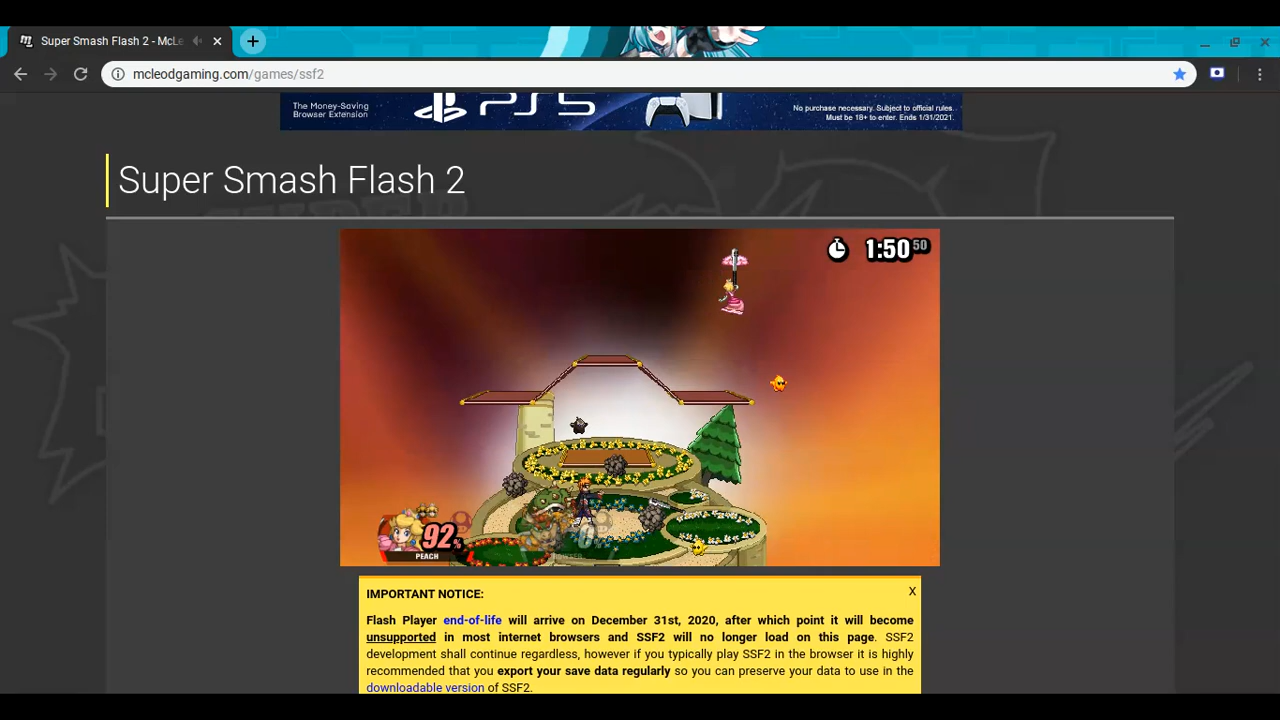 Super Smash Flash 2 - McLe
mcleodgaming.com/games/ssf2
The Money-Saving
Browser Extension
PS5
No purchase necessary. Subject to official rules.
Must be 18+ to enter. Ends 1/31/2021.
Super Smash Flash 2
1:50 50
92%
PEACH
IMPORTANT NOTICE:
X
Flash Player end-of-life will arrive on December 31st, 2020, after which point it will become
unsupported in most internet browsers and SSF2 will no longer load on this page. SSF2
development shall continue regardless, however if you typically play SSF2 in the browser it is highly
recommended that you export your save data regularly so you can preserve your data to use in the
downloadable version of SSF2.